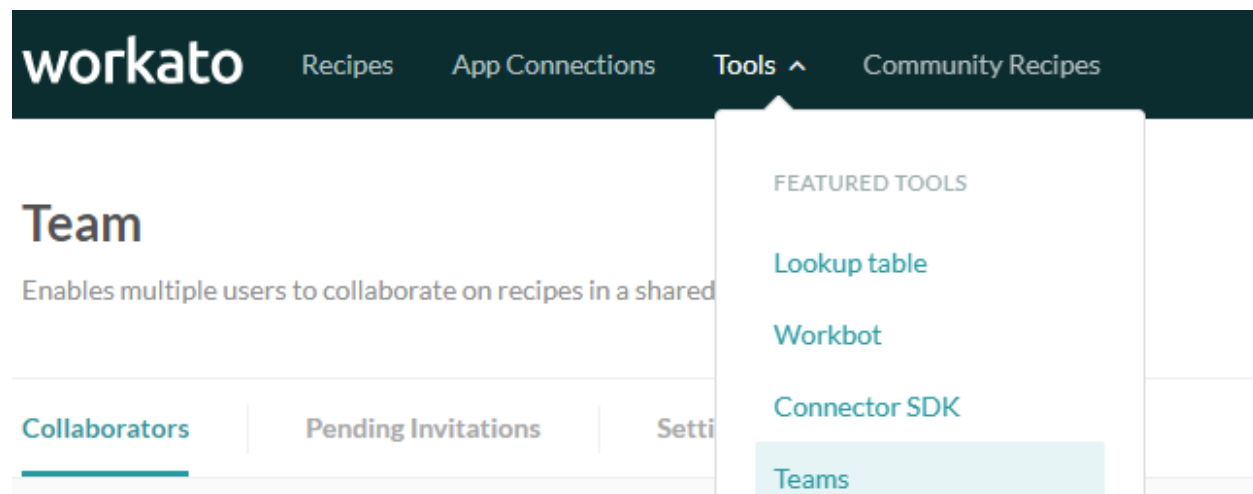 workato Recipes App Connections Tools Community Recipes
FEATURED TOOLS
Team
Lookup table
Enables multiple users to collaborate on recipes in a shared
Workbot
Connector SDK
Collaborators Pending Invitations Setti
Teams